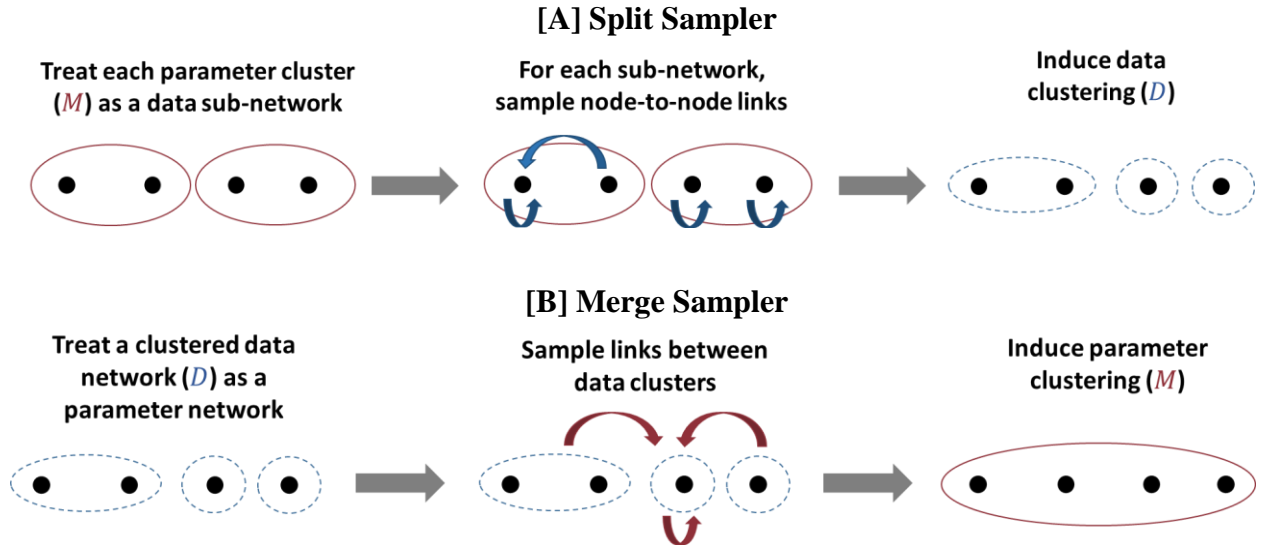 [A] Split Sampler
Treat each parameter cluster
(M) as a data sub-network
For each sub-network,
sample node-to-node links
Induce data
clustering (D)
[B] Merge Sampler
Treat a clustered data
network (D) as a
parameter network
Sample links between
data clusters
Induce parameter
clustering (M)